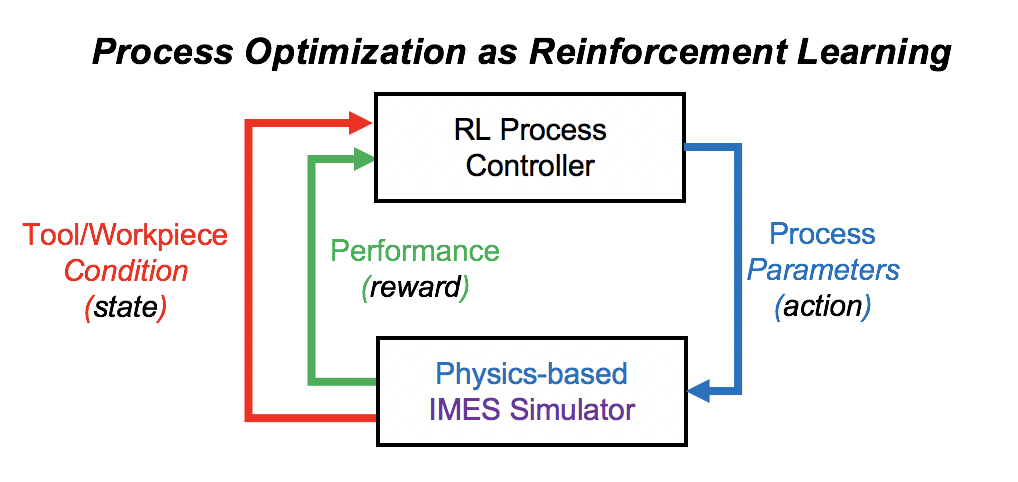 Process Optimization as Reinforcement Learning
RL Process
Controller
Tool/Workpiece
Condition
(state)
Performance
(reward)
Process
Parameters
(action)
Physics-based
IMES Simulator